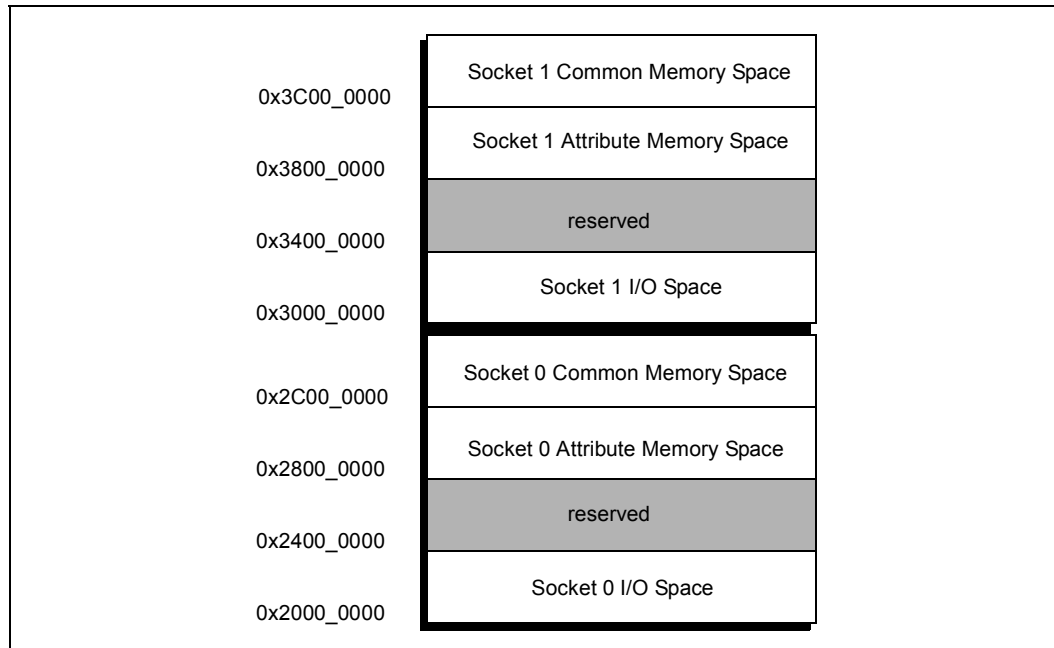 Socket 1 Common Memory Space
0x3C00_0000
Socket 1 Attribute Memory Space
0x3800_0000
reserved
0x3400_0000
Socket 1 I/O Space
0x3000_0000
Socket 0 Common Memory Space
0x2C00_0000
Socket 0 Attribute Memory Space
0x2800_0000
reserved
0x2400_0000
Socket 0 I/O Space
0x2000_0000